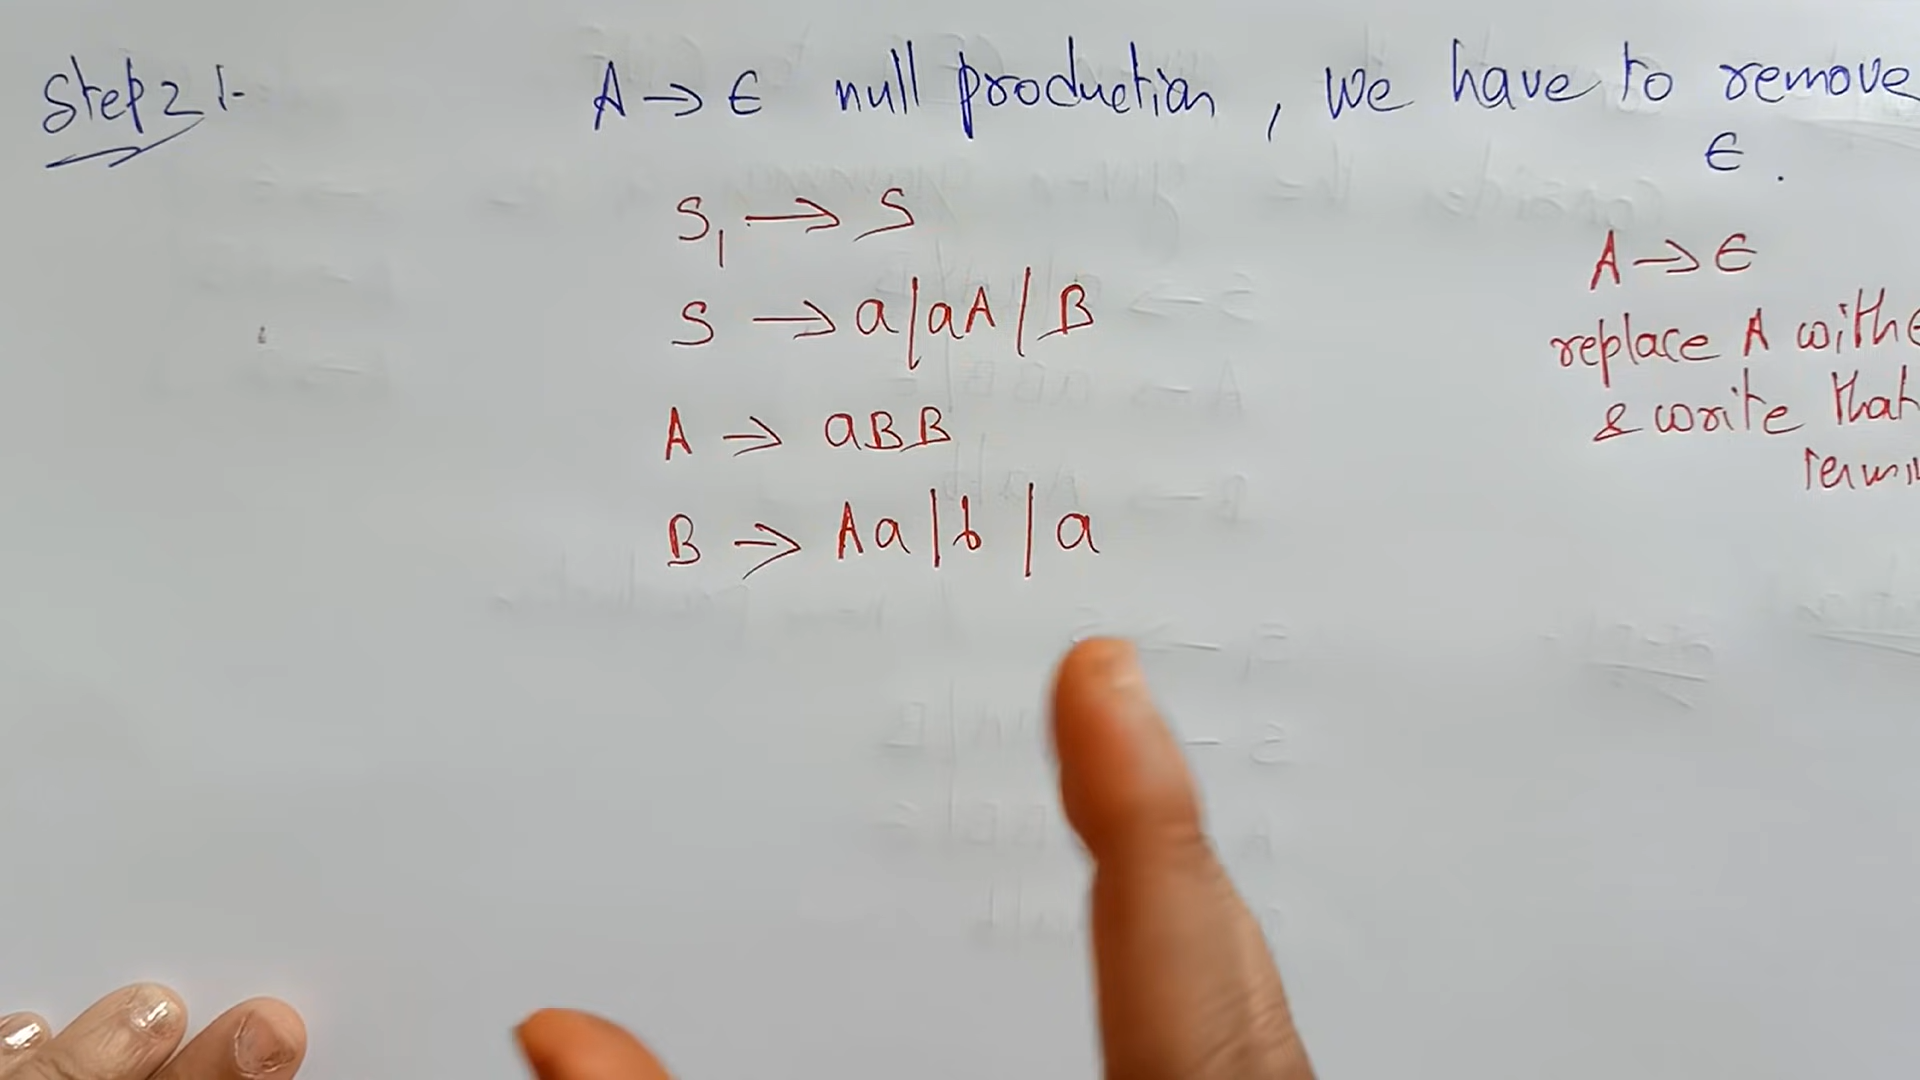 Step 2 :-
A → ∈ null production, we have to remove
∈.
S₁ → S
S → a | aA | B
A → aBB
B → Aa | b | a
A → ∈
replace A with ∈
& write that